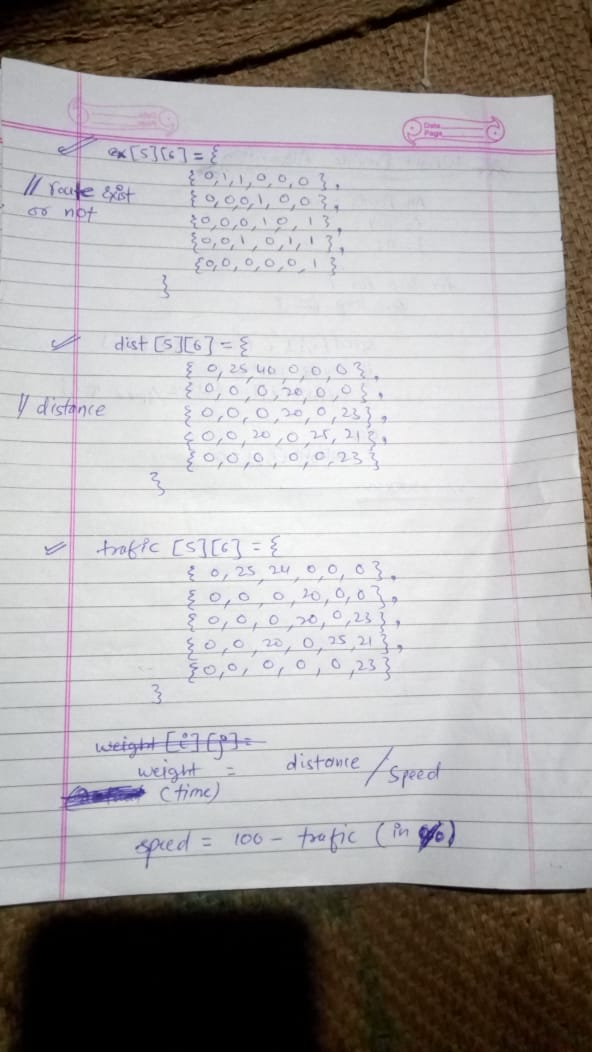 Date
Page
ex[5][6] = {
{0,1,1,0,0,0},
// route exist
or not
{0,0,0,1,0,0},
{0,0,0,1,0,1},
{0,0,1,0,1,1},
{0,0,0,0,0,1}
}
dist [5][6] = {
{0,25,40,0,0,0},
{0,0,0,20,0,0},
// distance
{0,0,0,20,0,23},
{0,0,20,0,25,21},
{0,0,0,0,0,23}
}
trafic [5][6] = {
{0,25,24,0,0,0},
{0,0,0,20,0,0},
{0,0,0,20,0,23},
{0,0,20,0,25,21},
{0,0,0,0,0,23}
}
weight [i][j] =
weight = distance / speed
(time)
speed = 100 - trafic (in %)